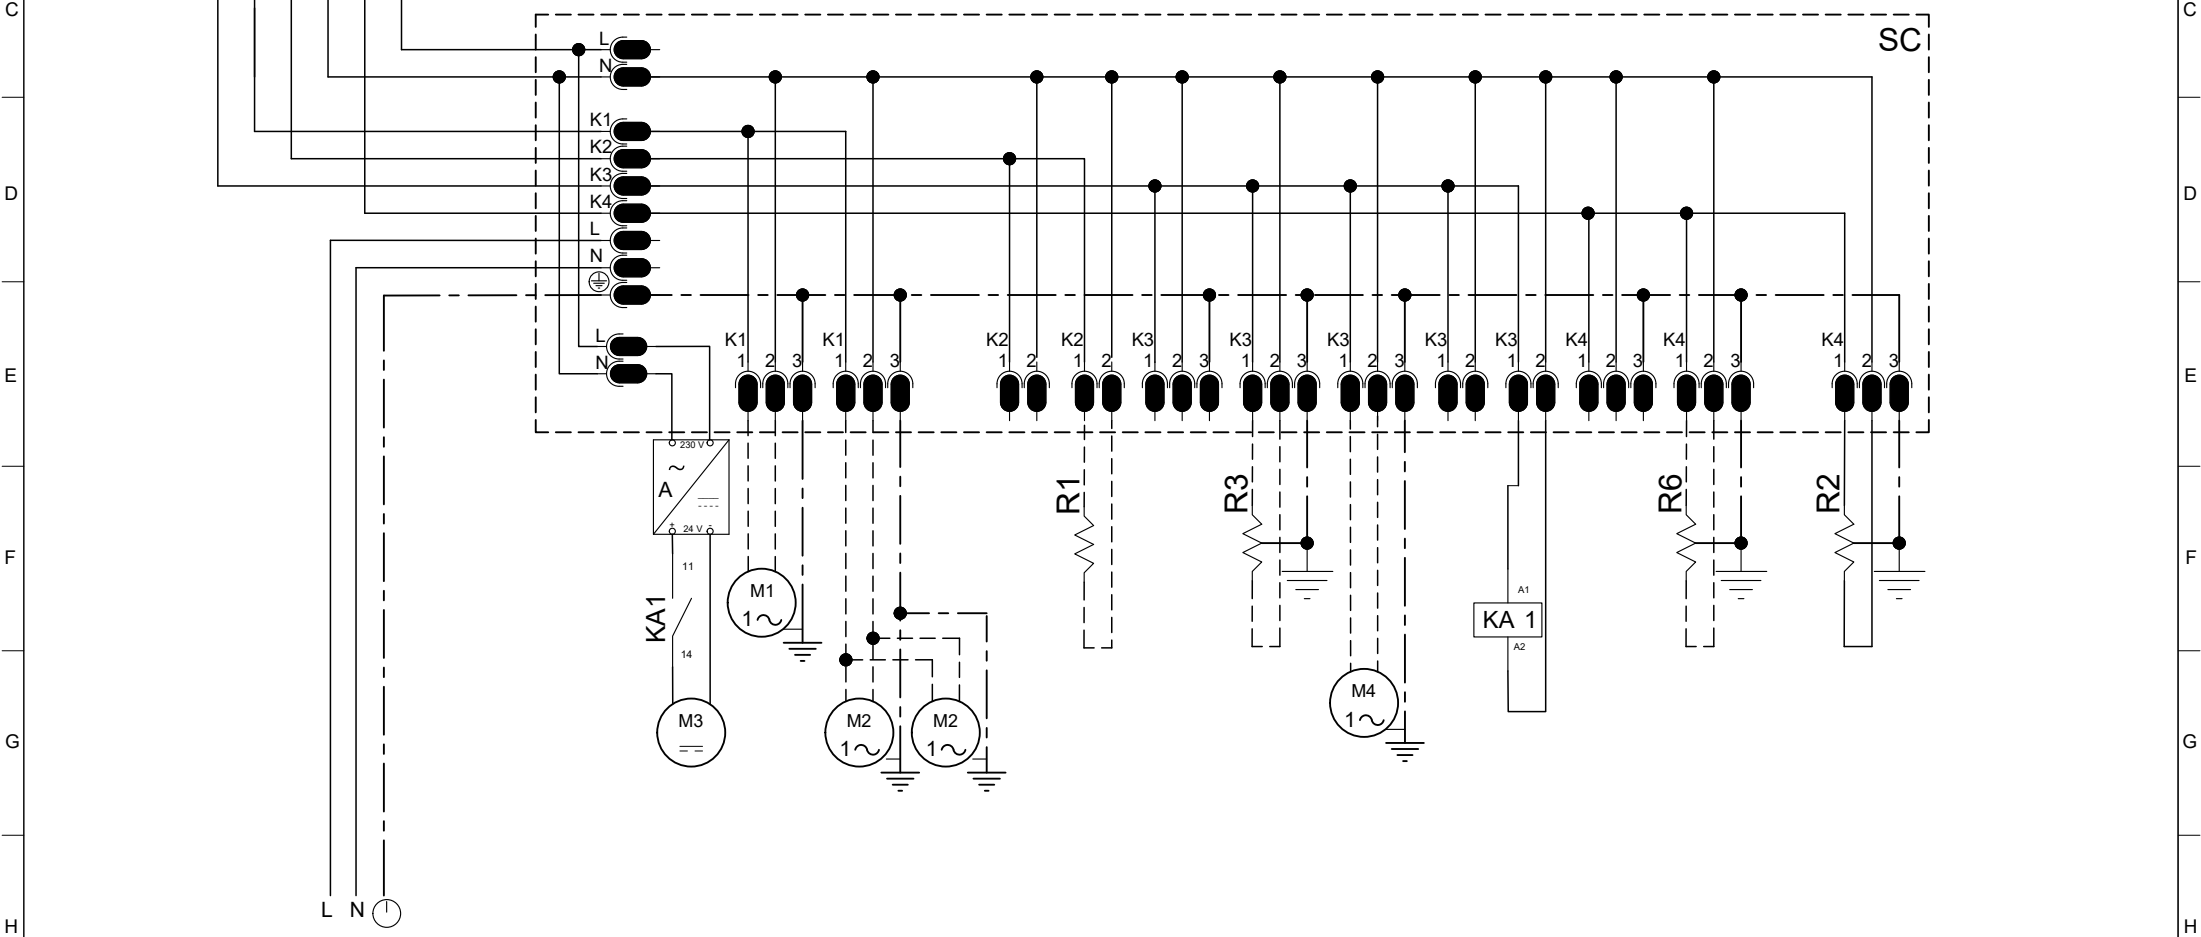 C C
SC
L
N
K1
K2
K3
K4
L
N
D D
L
N
K1 K1 K2 K2 K3 K3 K3 K3 K3 K4 K4 K4
1 2 3 1 2 3 1 2 1 2 1 2 3 1 2 3 1 2 3 1 2 1 2 1 2 3 1 2 3 1 2 3
E E
230 V
~
A
+ 24 V -
R1 R3 R6 R2
F F
11
KA1
14
M1
1~
A1
KA 1
A2
M4
1~
M3
M2
1~
M2
1~
G G
L N
H H